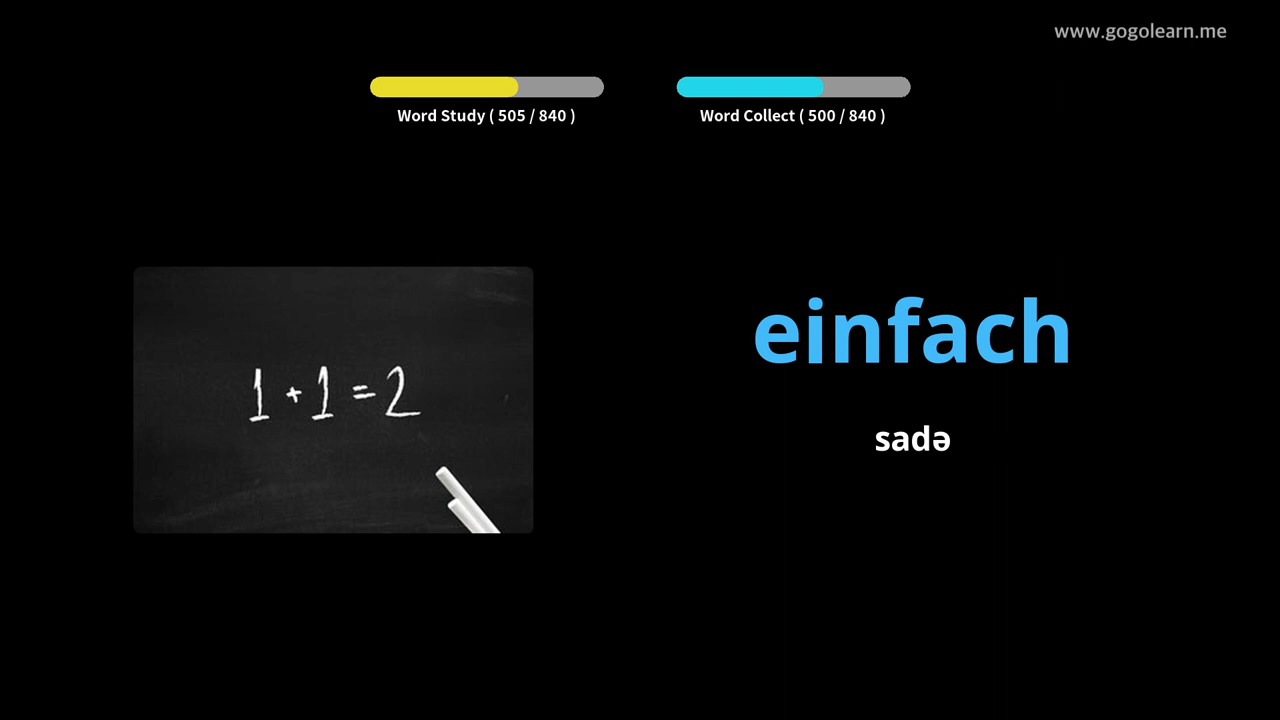 www.gogolearn.me
Word Study ( 505 / 840 )
Word Collect ( 500 / 840 )
1 + 1 = 2
einfach
sadə